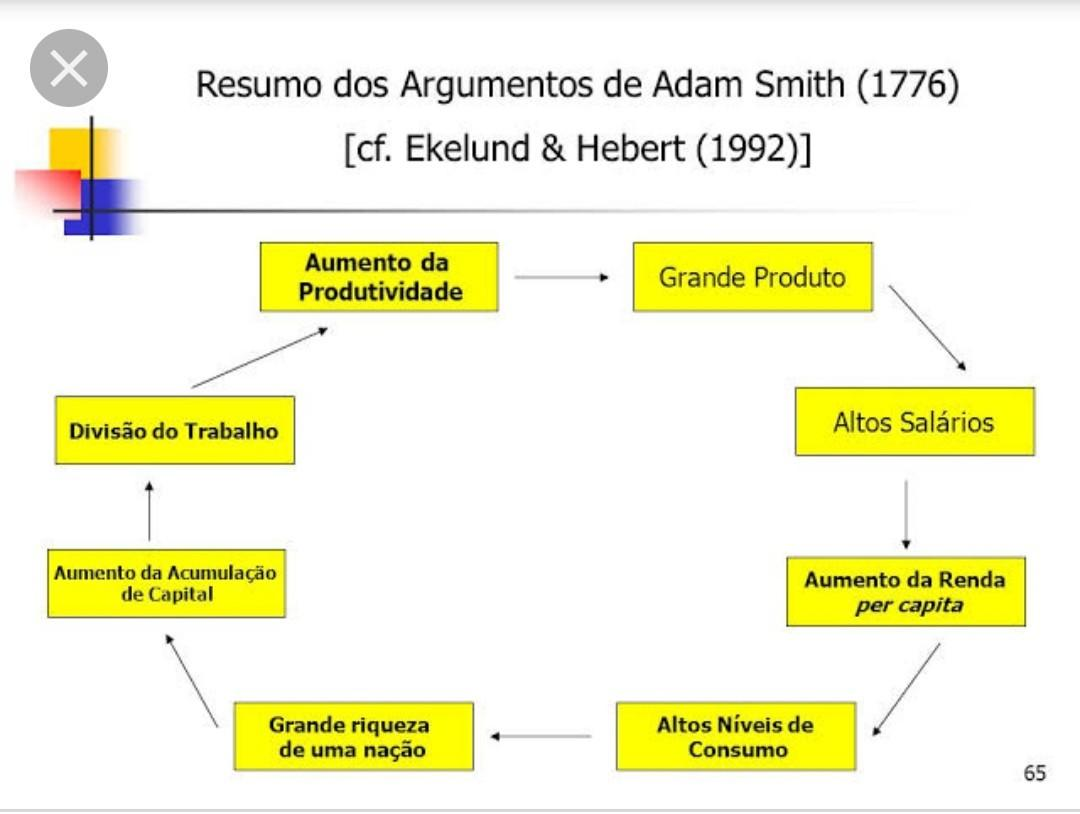 Resumo dos Argumentos de Adam Smith (1776)
[cf. Ekelund & Hebert (1992)]
Aumento da
Produtividade
Grande Produto
Altos Salários
Aumento da Renda
per capita
Altos Níveis de
Consumo
Grande riqueza
de uma nação
Aumento da Acumulação
de Capital
Divisão do Trabalho
65